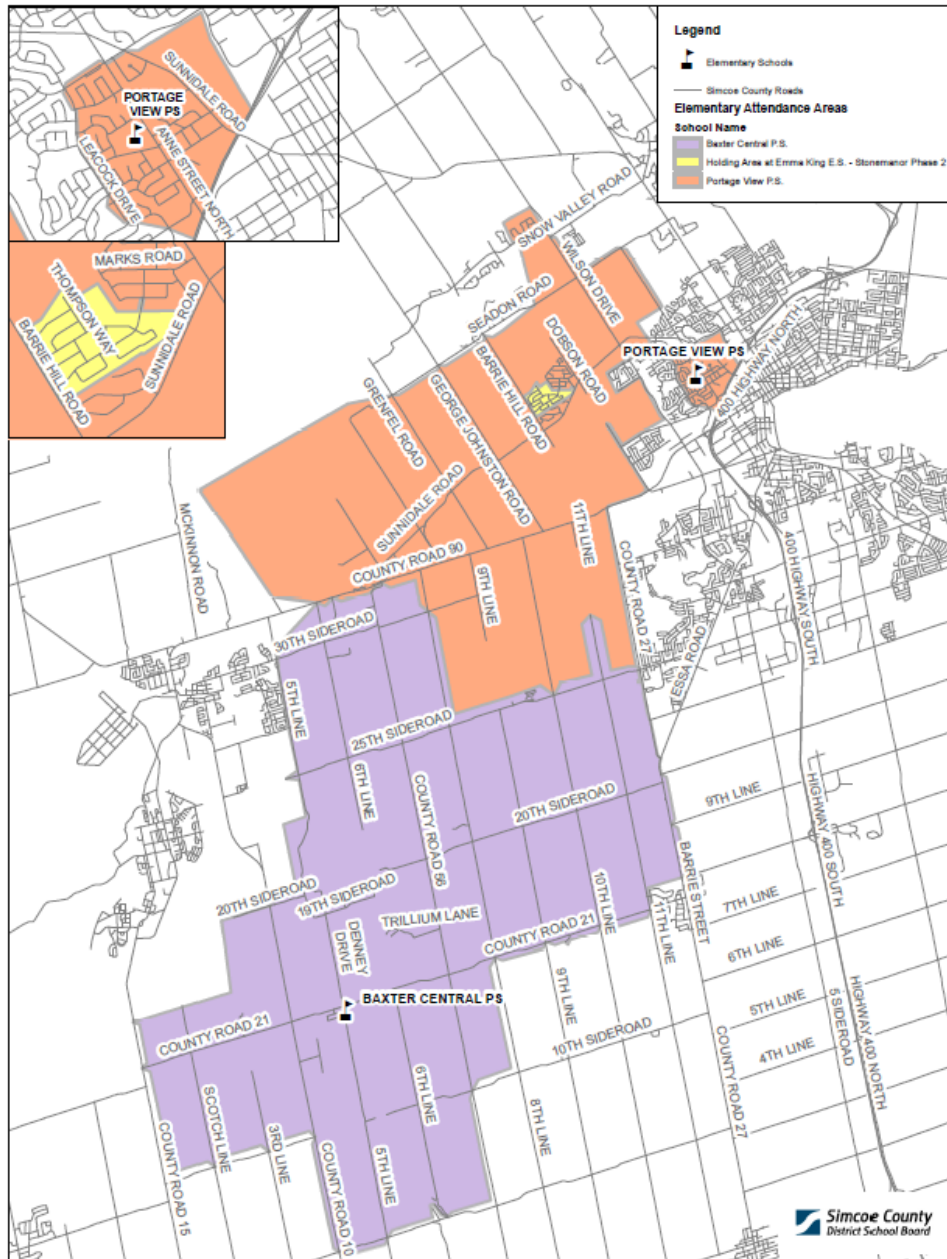 Legend
Elementary Schools
Simcoe County Roads
Elementary Attendance Areas
School Name
Baxter Central P.S.
Holding Area at Emma King E.S. - Stonemanor Phase 2
Portage View P.S.
SUNNIDALE ROAD
PORTAGE
VIEW PS
LEACOCK DRIVE
ANNE STREET NORTH
MARKS ROAD
THOMPSON WAY
BARRIE HILL ROAD
SUNNIDALE ROAD
SNOW VALLEY ROAD
WILSON DRIVE
SEADON ROAD
DOBSON ROAD
PORTAGE VIEW PS
400 HIGHWAY NORTH
BARRIE HILL ROAD
GEORGE JOHNSTON ROAD
GRENFEL ROAD
SUNNIDALE ROAD
MCKINNON ROAD
COUNTY ROAD 90
11TH LINE
9TH LINE
COUNTY ROAD 27
400 HIGHWAY SOUTH
30TH SIDEROAD
ESSA ROAD
5TH LINE
25TH SIDEROAD
6TH LINE
COUNTY ROAD 56
20TH SIDEROAD
9TH LINE
HIGHWAY 400 SOUTH
BARRIE STREET
20TH SIDEROAD
19TH SIDEROAD
TRILLIUM LANE
DENNEY
DRIVE
10TH LINE
11TH LINE
7TH LINE
COUNTY ROAD 21
6TH LINE
BAXTER CENTRAL PS
9TH LINE
5TH LINE
5 SIDEROAD
HIGHWAY 400 NORTH
COUNTY ROAD 21
10TH SIDEROAD
4TH LINE
SCOTCH LINE
6TH LINE
COUNTY ROAD 27
8TH LINE
3RD LINE
5TH LINE
COUNTY ROAD 15
COUNTY ROAD 10
Simcoe County
District School Board